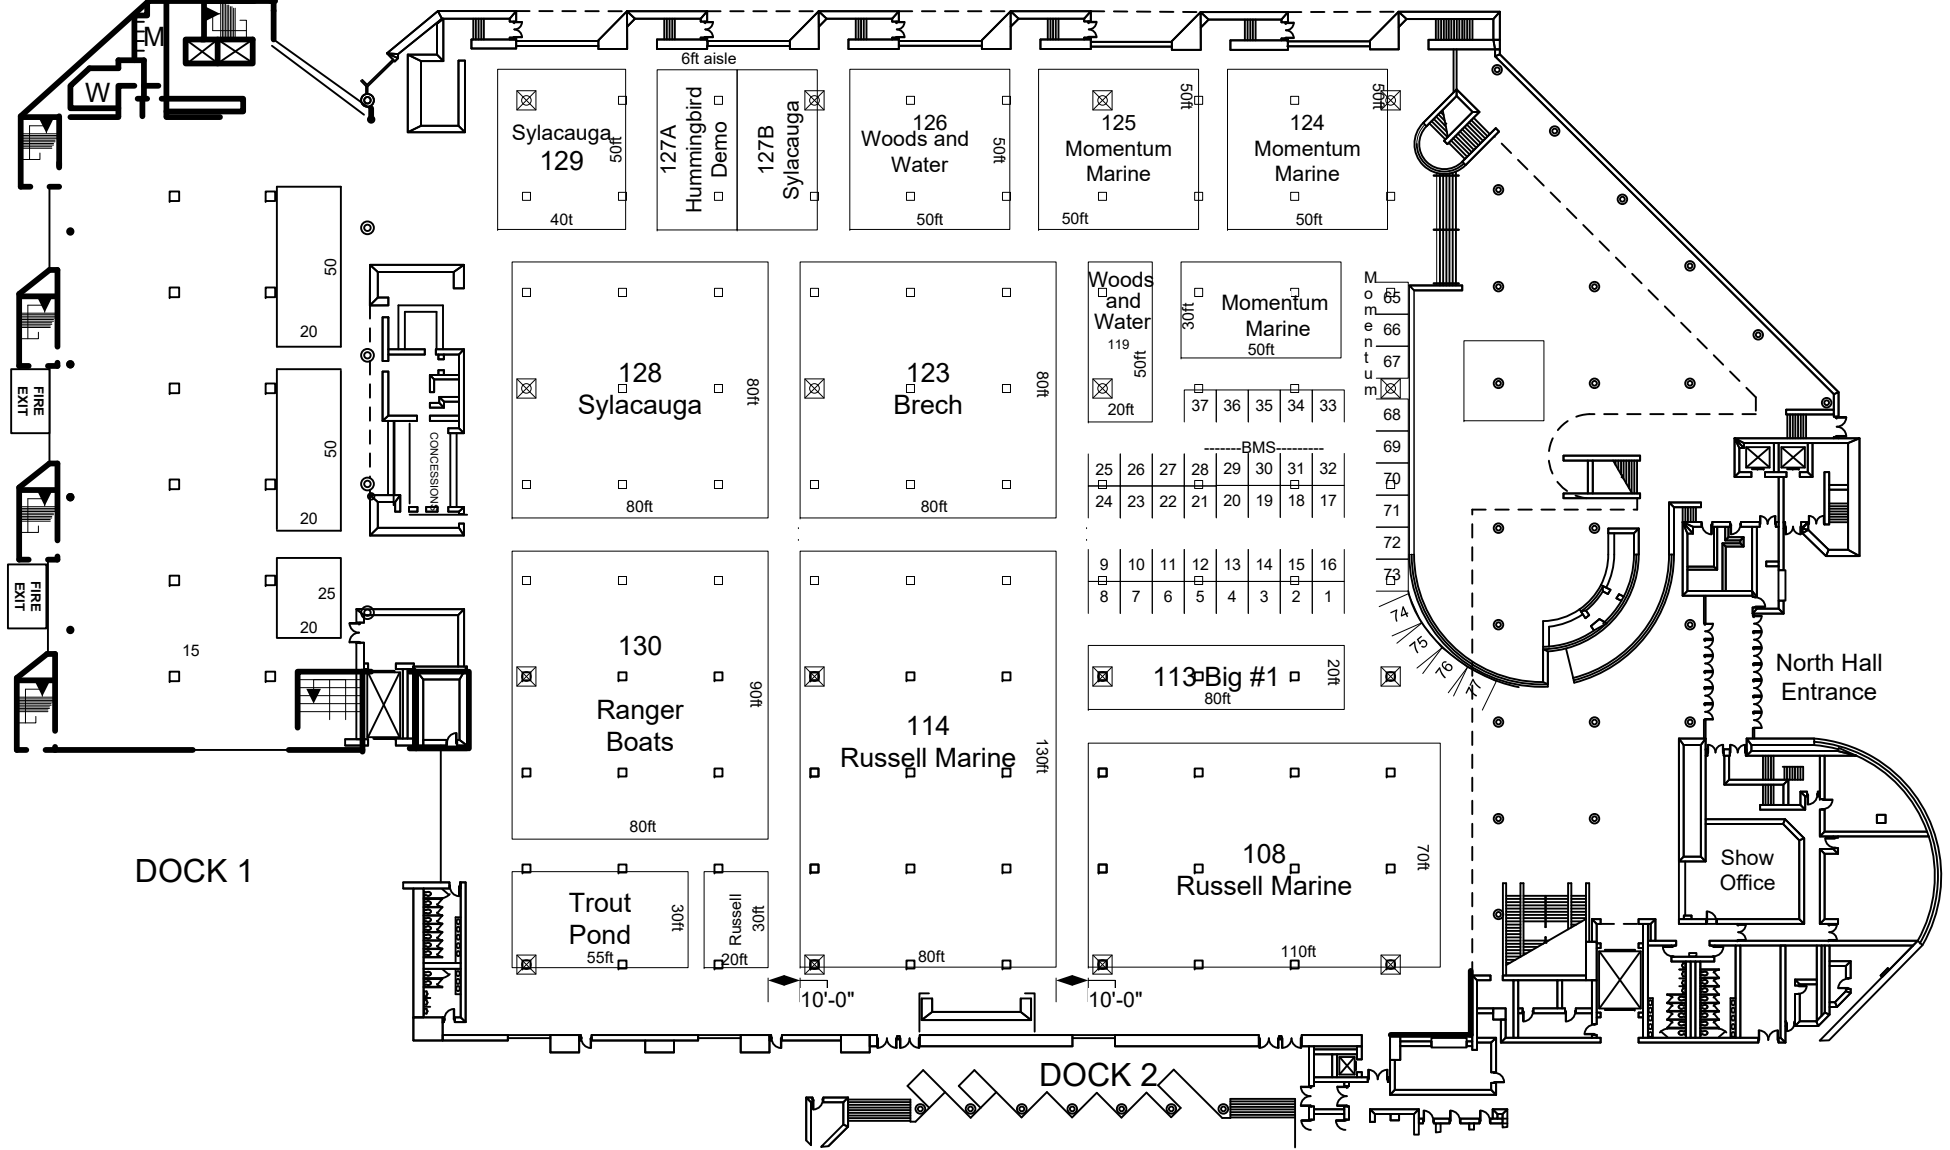 M
W
6ft aisle
Sylacauga
129
50ft
40t
127A
Hummingbird
Demo
127B
Sylacauga
126
Woods and
Water
50ft
50ft
125
Momentum
Marine
50ft
50ft
124
Momentum
Marine
50ft
50ft
50
20
50
20
25
20
15
FIRE
EXIT
FIRE
EXIT
CONCESSIONS
128
Sylacauga
80ft
80ft
123
Brech
80ft
80ft
Woods
and
Water
119
50ft
20ft
Momentum
Marine
30ft
50ft
Momentum
65
66
67
68
69
70
71
72
73
74
75
76
77
37 36 35 34 33
-------BMS---------
25 26 27 28 29 30 31 32
24 23 22 21 20 19 18 17
9 10 11 12 13 14 15 16
8 7 6 5 4 3 2 1
130
Ranger
Boats
90ft
80ft
114
Russell Marine
130ft
80ft
113 Big #1
20ft
80ft
108
Russell Marine
70ft
110ft
Trout
Pond
30ft
55ft
Russell
30ft
20ft
10'-0"
10'-0"
North Hall
Entrance
Show
Office
DOCK 1
DOCK 2